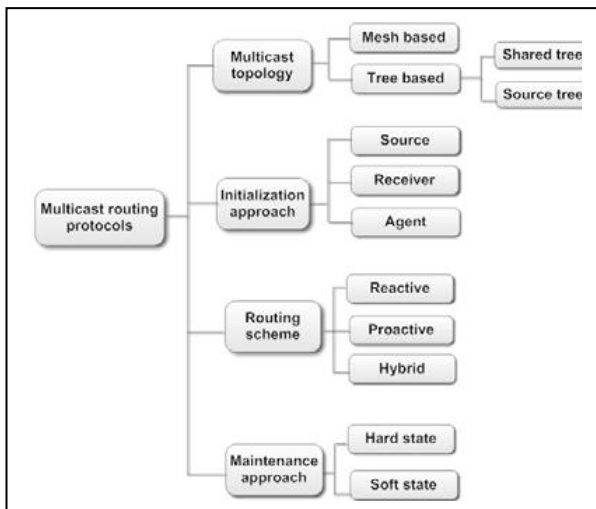 Multicast routing
protocols
Multicast
topology
Mesh based
Tree based
Shared tree
Source tree
Initialization
approach
Source
Receiver
Agent
Routing
scheme
Reactive
Proactive
Hybrid
Maintenance
approach
Hard state
Soft state